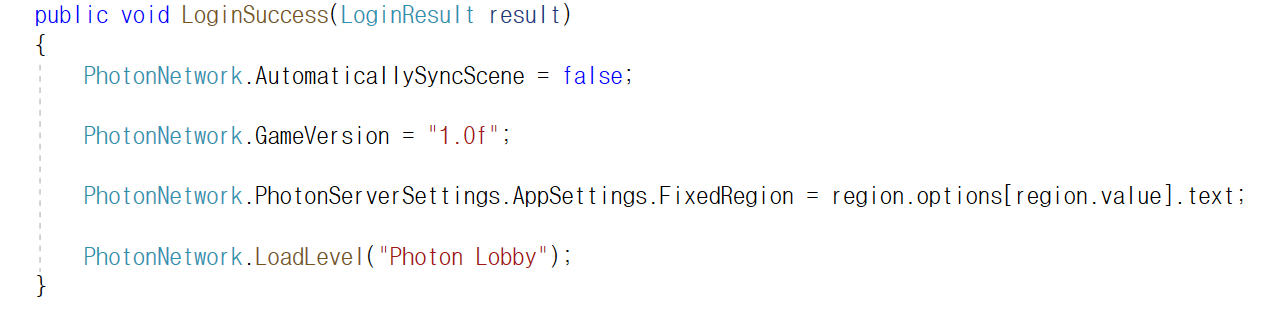 public void LoginSuccess(LoginResult result)
{
PhotonNetwork.AutomaticallySyncScene = false;
PhotonNetwork.GameVersion = "1.0f";
PhotonNetwork.PhotonServerSettings.AppSettings.FixedRegion = region.options[region.value].text;
PhotonNetwork.LoadLevel("Photon Lobby");
}